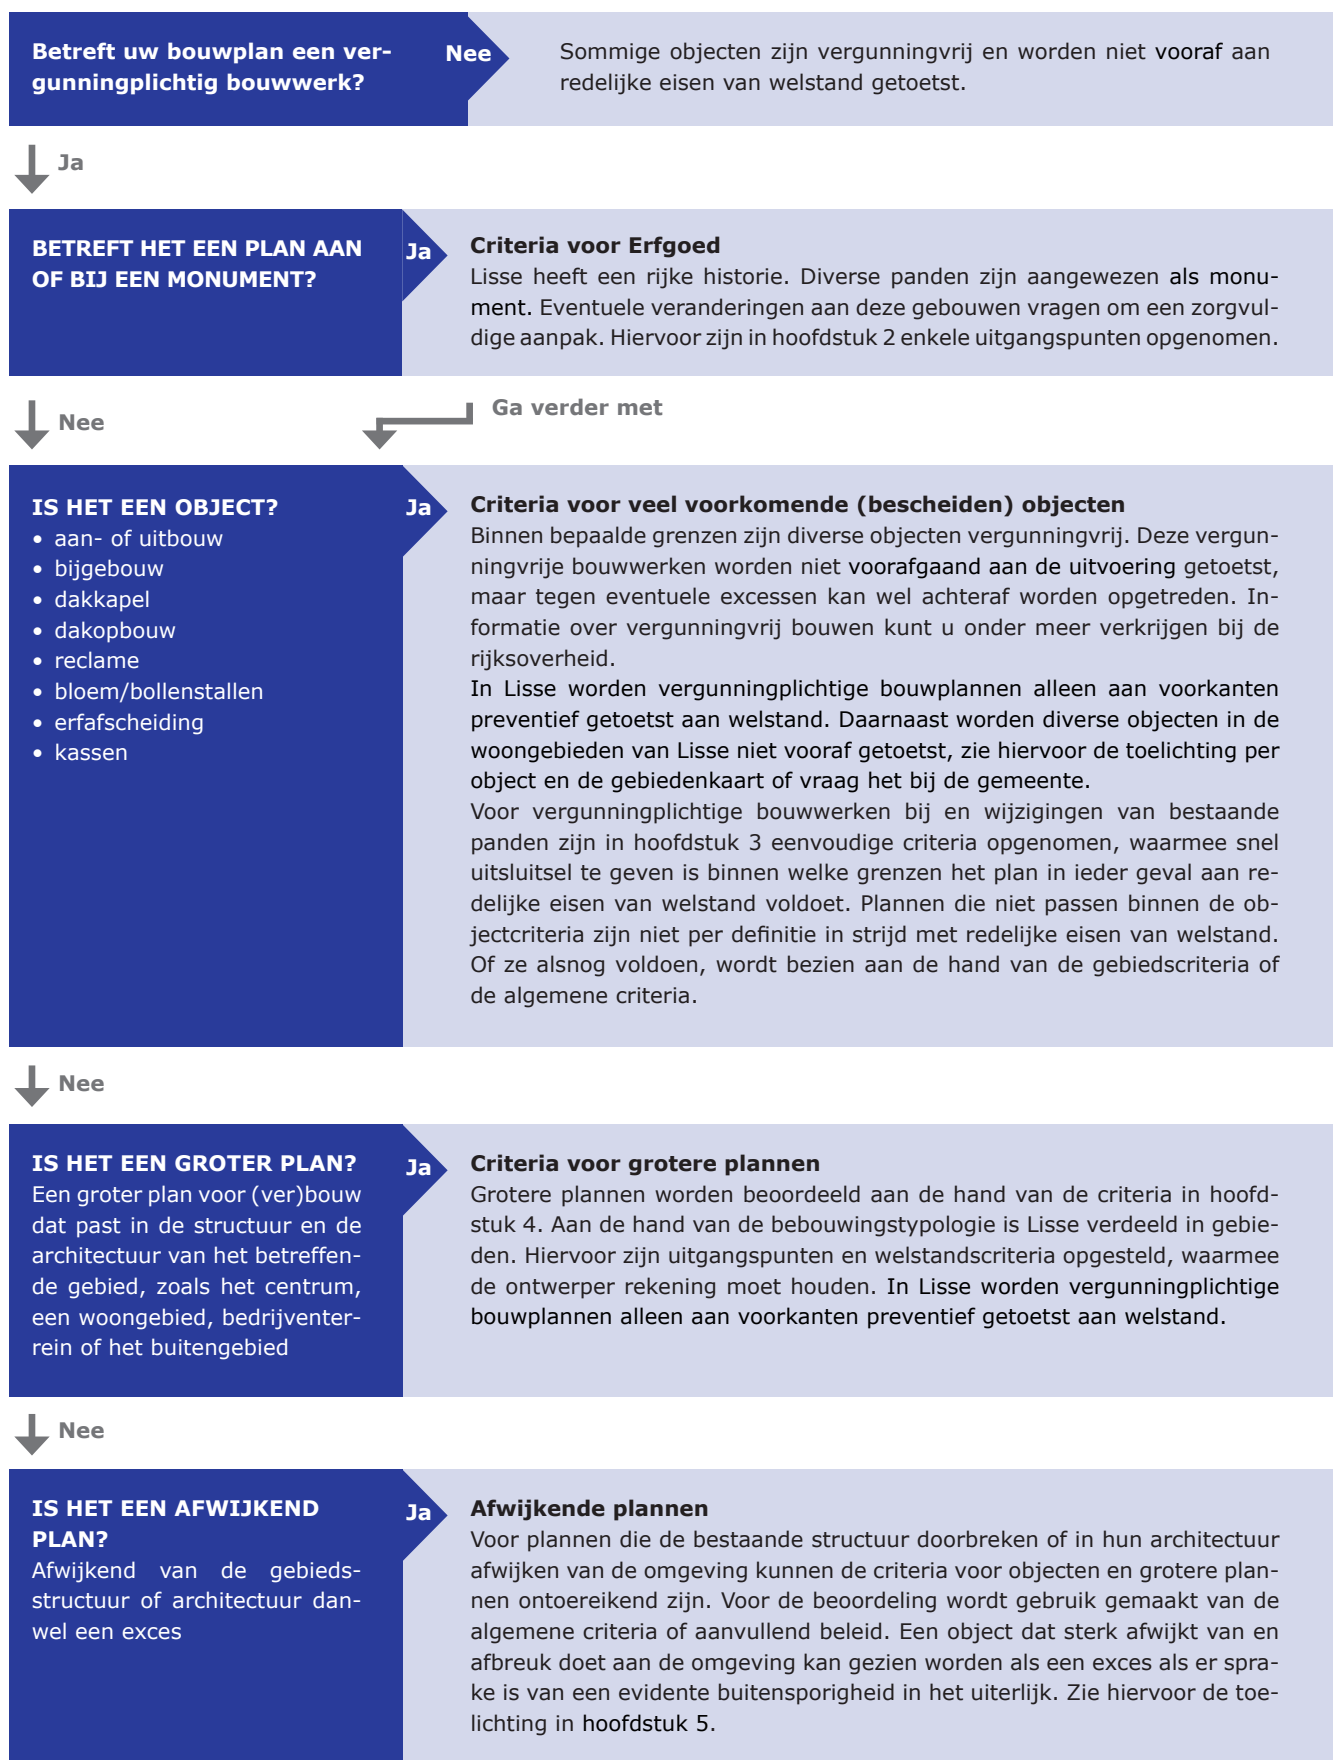 Betreft uw bouwplan een ver-
gunningplichtig bouwwerk?
Nee
Sommige objecten zijn vergunningvrij en worden niet vooraf aan
redelijke eisen van welstand getoetst.
Ja
BETREFT HET EEN PLAN AAN
OF BIJ EEN MONUMENT?
Ja
Criteria voor Erfgoed
Lisse heeft een rijke historie. Diverse panden zijn aangewezen als monu-
ment. Eventuele veranderingen aan deze gebouwen vragen om een zorgvul-
dige aanpak. Hiervoor zijn in hoofdstuk 2 enkele uitgangspunten opgenomen.
Nee
Ga verder met
IS HET EEN OBJECT?
• aan- of uitbouw
• bijgebouw
• dakkapel
• dakopbouw
• reclame
• bloem/bollenstallen
• erfafscheiding
• kassen
Ja
Criteria voor veel voorkomende (bescheiden) objecten
Binnen bepaalde grenzen zijn diverse objecten vergunningvrij. Deze vergun-
ningvrije bouwwerken worden niet voorafgaand aan de uitvoering getoetst,
maar tegen eventuele excessen kan wel achteraf worden opgetreden. In-
formatie over vergunningvrij bouwen kunt u onder meer verkrijgen bij de
rijksoverheid.
In Lisse worden vergunningplichtige bouwplannen alleen aan voorkanten
preventief getoetst aan welstand. Daarnaast worden diverse objecten in de
woongebieden van Lisse niet vooraf getoetst, zie hiervoor de toelichting per
object en de gebiedenkaart of vraag het bij de gemeente.
Voor vergunningplichtige bouwwerken bij en wijzigingen van bestaande
panden zijn in hoofdstuk 3 eenvoudige criteria opgenomen, waarmee snel
uitsluitsel te geven is binnen welke grenzen het plan in ieder geval aan re-
delijke eisen van welstand voldoet. Plannen die niet passen binnen de ob-
jectcriteria zijn niet per definitie in strijd met redelijke eisen van welstand.
Of ze alsnog voldoen, wordt bezien aan de hand van de gebiedscriteria of
de algemene criteria.
Nee
IS HET EEN GROTER PLAN?
Een groter plan voor (ver)bouw
dat past in de structuur en de
architectuur van het betreffen-
de gebied, zoals het centrum,
een woongebied, bedrijventer-
rein of het buitengebied
Ja
Criteria voor grotere plannen
Grotere plannen worden beoordeeld aan de hand van de criteria in hoofd-
stuk 4. Aan de hand van de bebouwingstypologie is Lisse verdeeld in gebie-
den. Hiervoor zijn uitgangspunten en welstandscriteria opgesteld, waarmee
de ontwerper rekening moet houden. In Lisse worden vergunningplichtige
bouwplannen alleen aan voorkanten preventief getoetst aan welstand.
Nee
IS HET EEN AFWIJKEND
PLAN?
Afwijkend van de gebieds-
structuur of architectuur dan-
wel een exces
Ja
Afwijkende plannen
Voor plannen die de bestaande structuur doorbreken of in hun architectuur
afwijken van de omgeving kunnen de criteria voor objecten en grotere plan-
nen ontoereikend zijn. Voor de beoordeling wordt gebruik gemaakt van de
algemene criteria of aanvullend beleid. Een object dat sterk afwijkt van en
afbreuk doet aan de omgeving kan gezien worden als een exces als er spra-
ke is van een evidente buitensporigheid in het uiterlijk. Zie hiervoor de toe-
lichting in hoofdstuk 5.